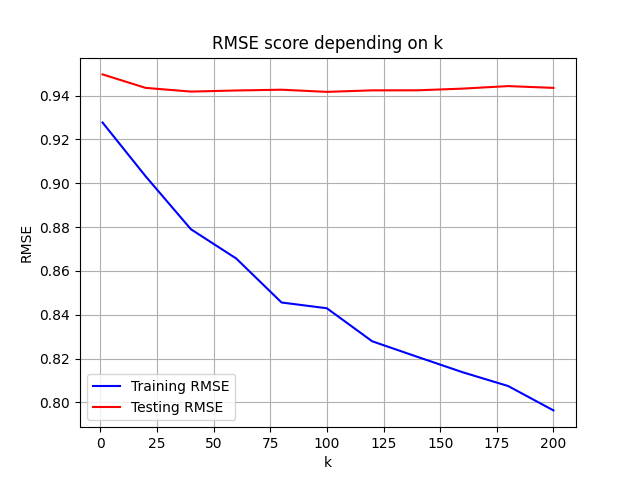 RMSE score depending on k
0.94
0.92
0.90
0.88
0.86
0.84
0.82
0.80
RMSE
Training RMSE
Testing RMSE
0 25 50 75 100 125 150 175 200
k